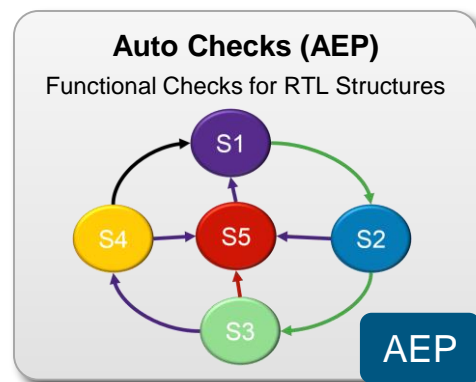 Auto Checks (AEP)
Functional Checks for RTL Structures
S1
S4
S5
S2
S3
AEP